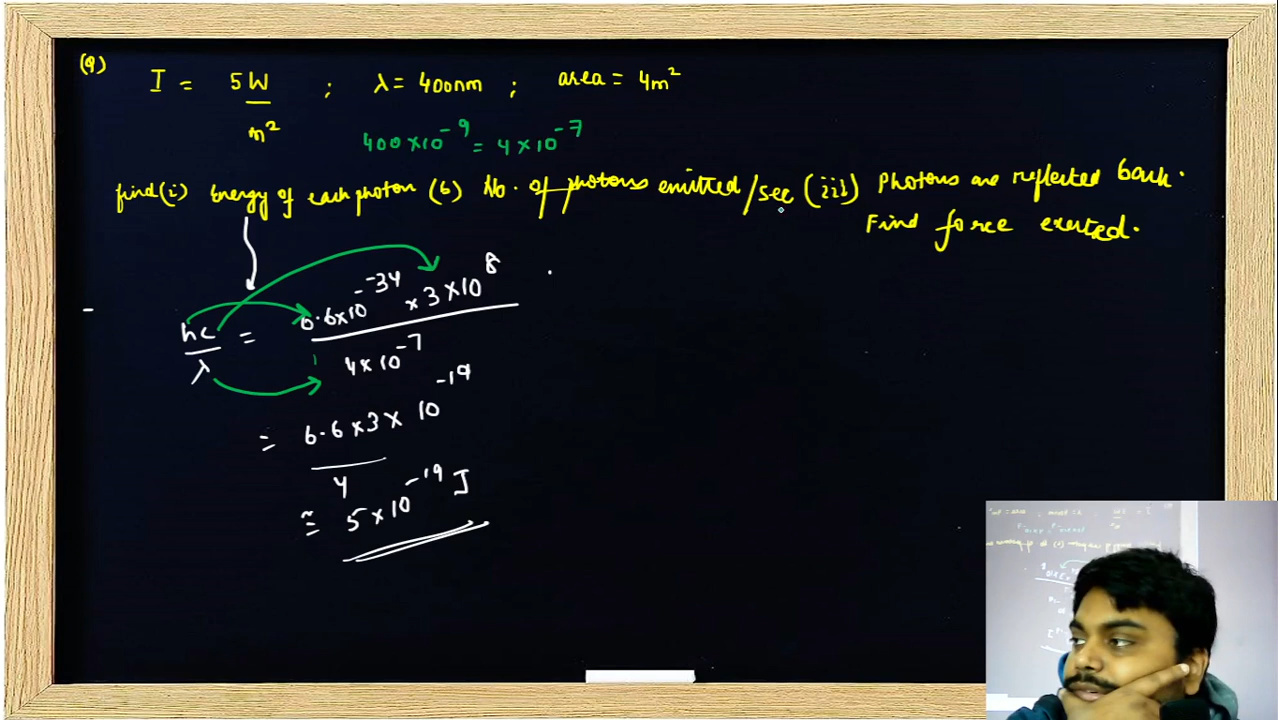 (Q) I = 5W/m² ; λ = 400nm ; area = 4m²
400×10⁻⁹ = 4×10⁻⁷
find (i) Energy of each photon (b) No. of photons emitted/sec (iii) Photons are reflected back.
Find force exerted.
hc/λ = 6.6×10⁻³⁴ × 3×10⁸ / 4×10⁻⁷
= 6.6×3×10⁻¹⁹ / 4
≅ 5×10⁻¹⁹ J